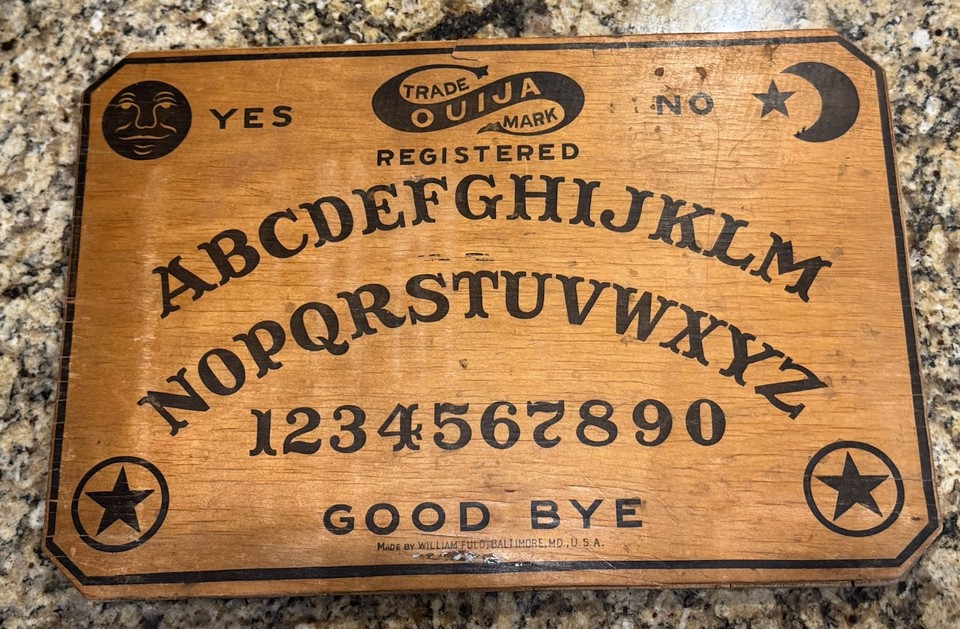 YES
TRADE
OUIJA
MARK
NO
REGISTERED
ABCDEFGHIJKLM
NOPQRSTUVWXYZ
1234567890
GOOD BYE
MADE BY WILLIAM FULD, BALTIMORE, MD., U.S.A.